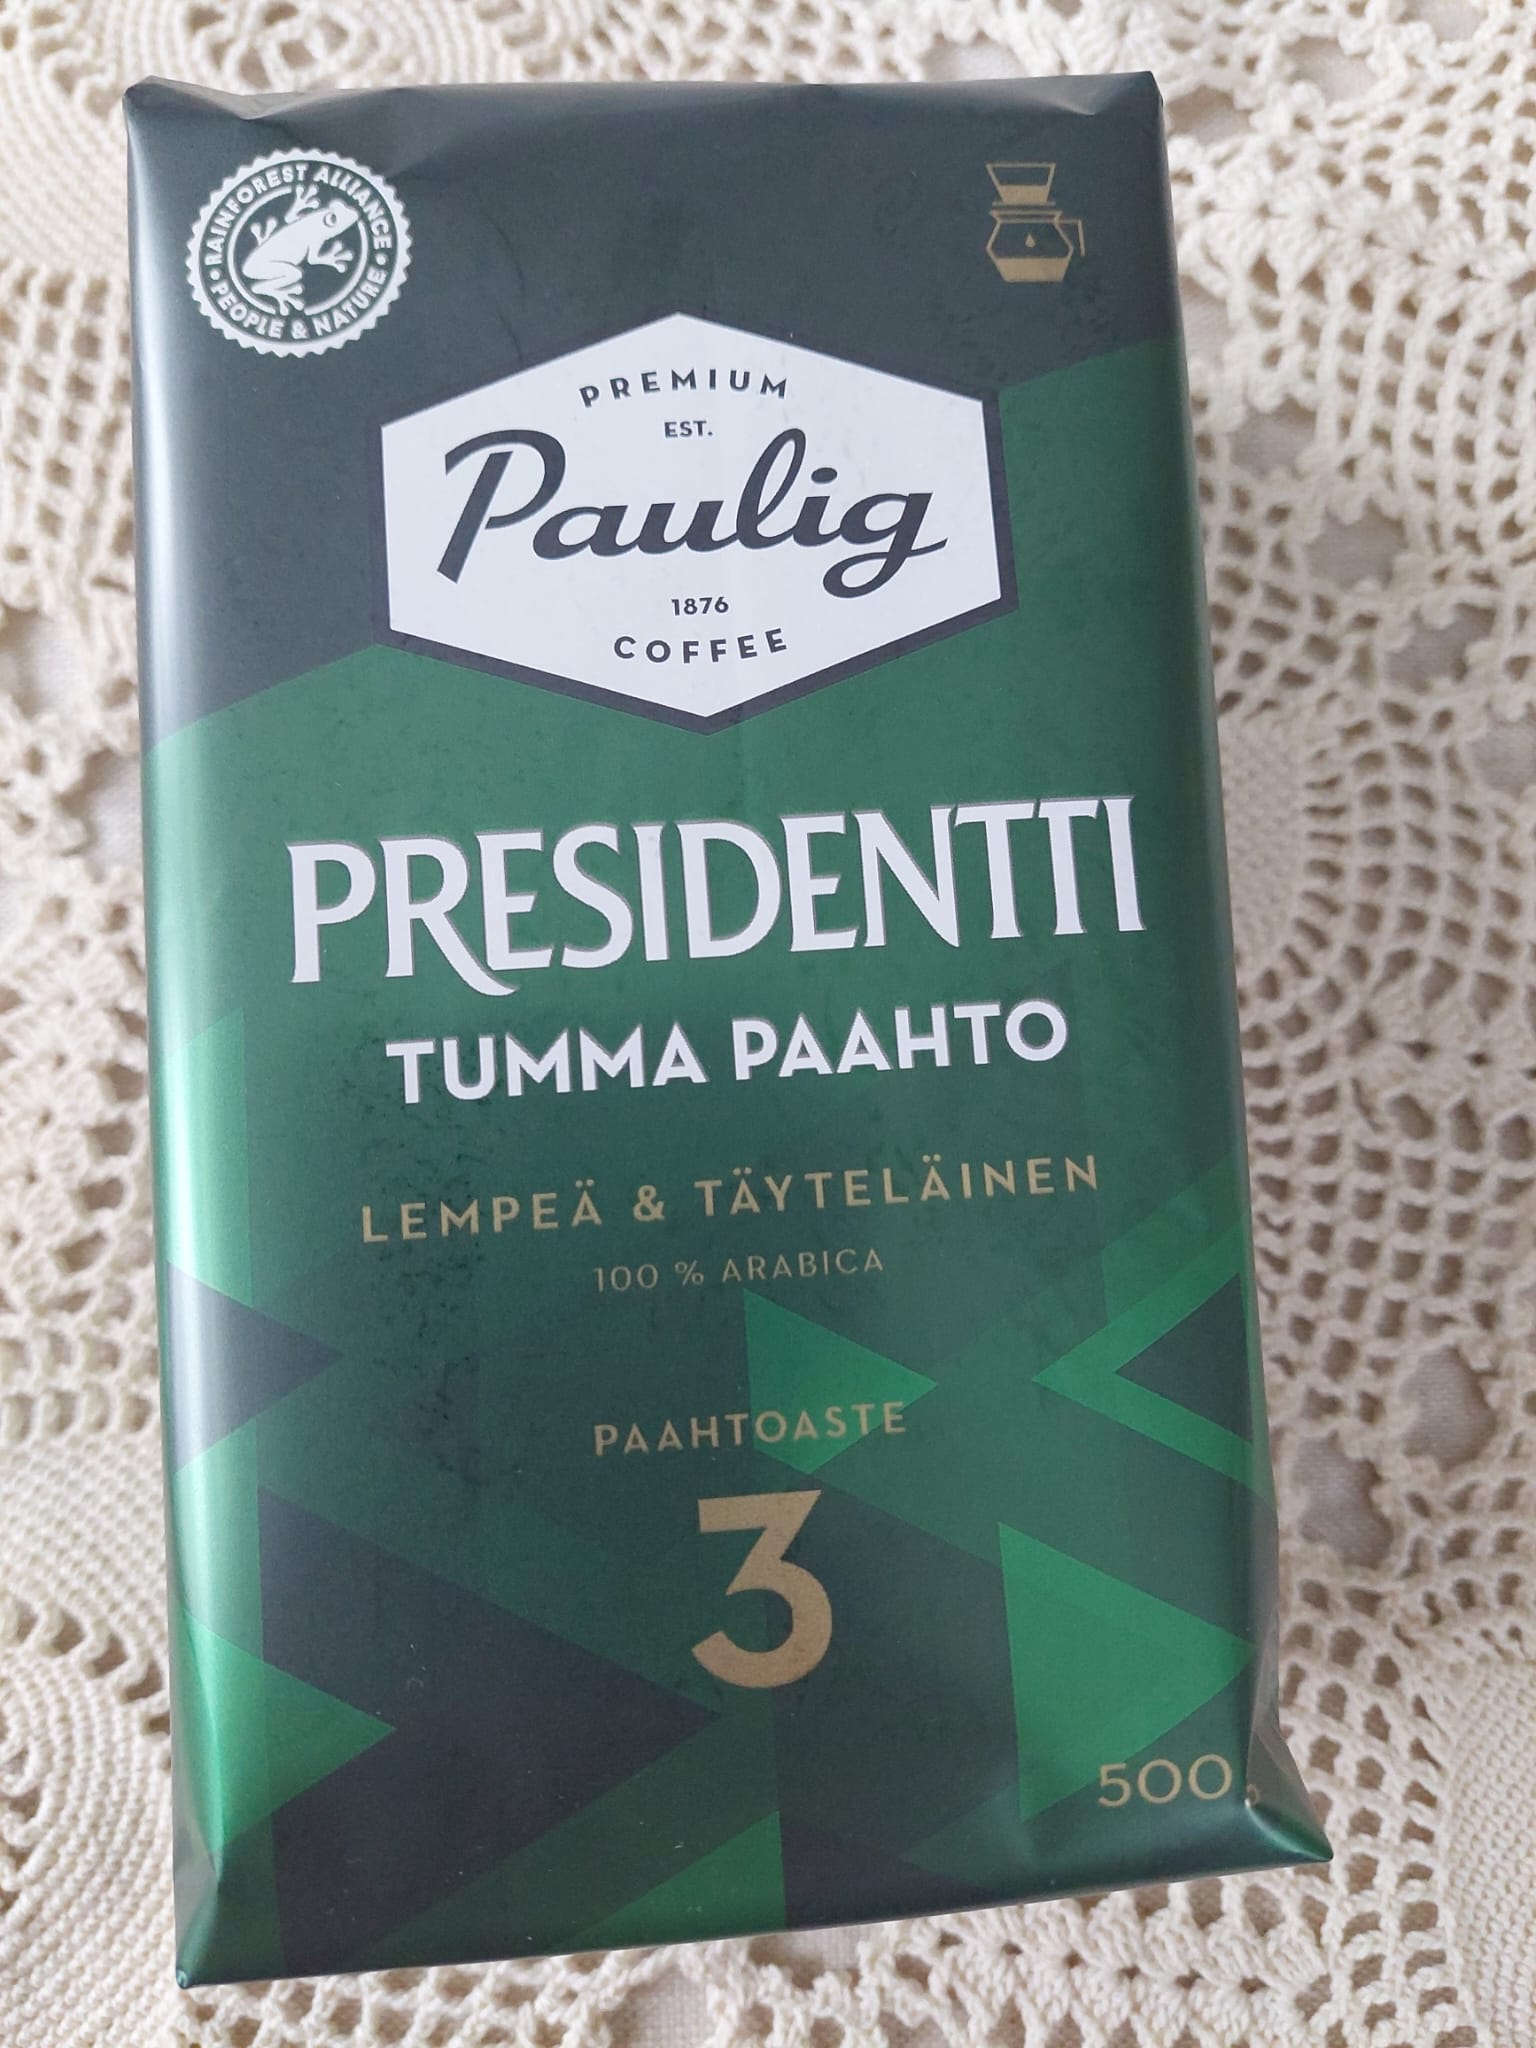 RAINFOREST ALLIANCE
PEOPLE & NATURE
PREMIUM
EST.
Paulig
1876
COFFEE
PRESIDENTTI
TUMMA PAAHTO
LEMPEÄ & TÄYTELÄINEN
100 % ARABICA
PAAHTOASTE
3
500 g